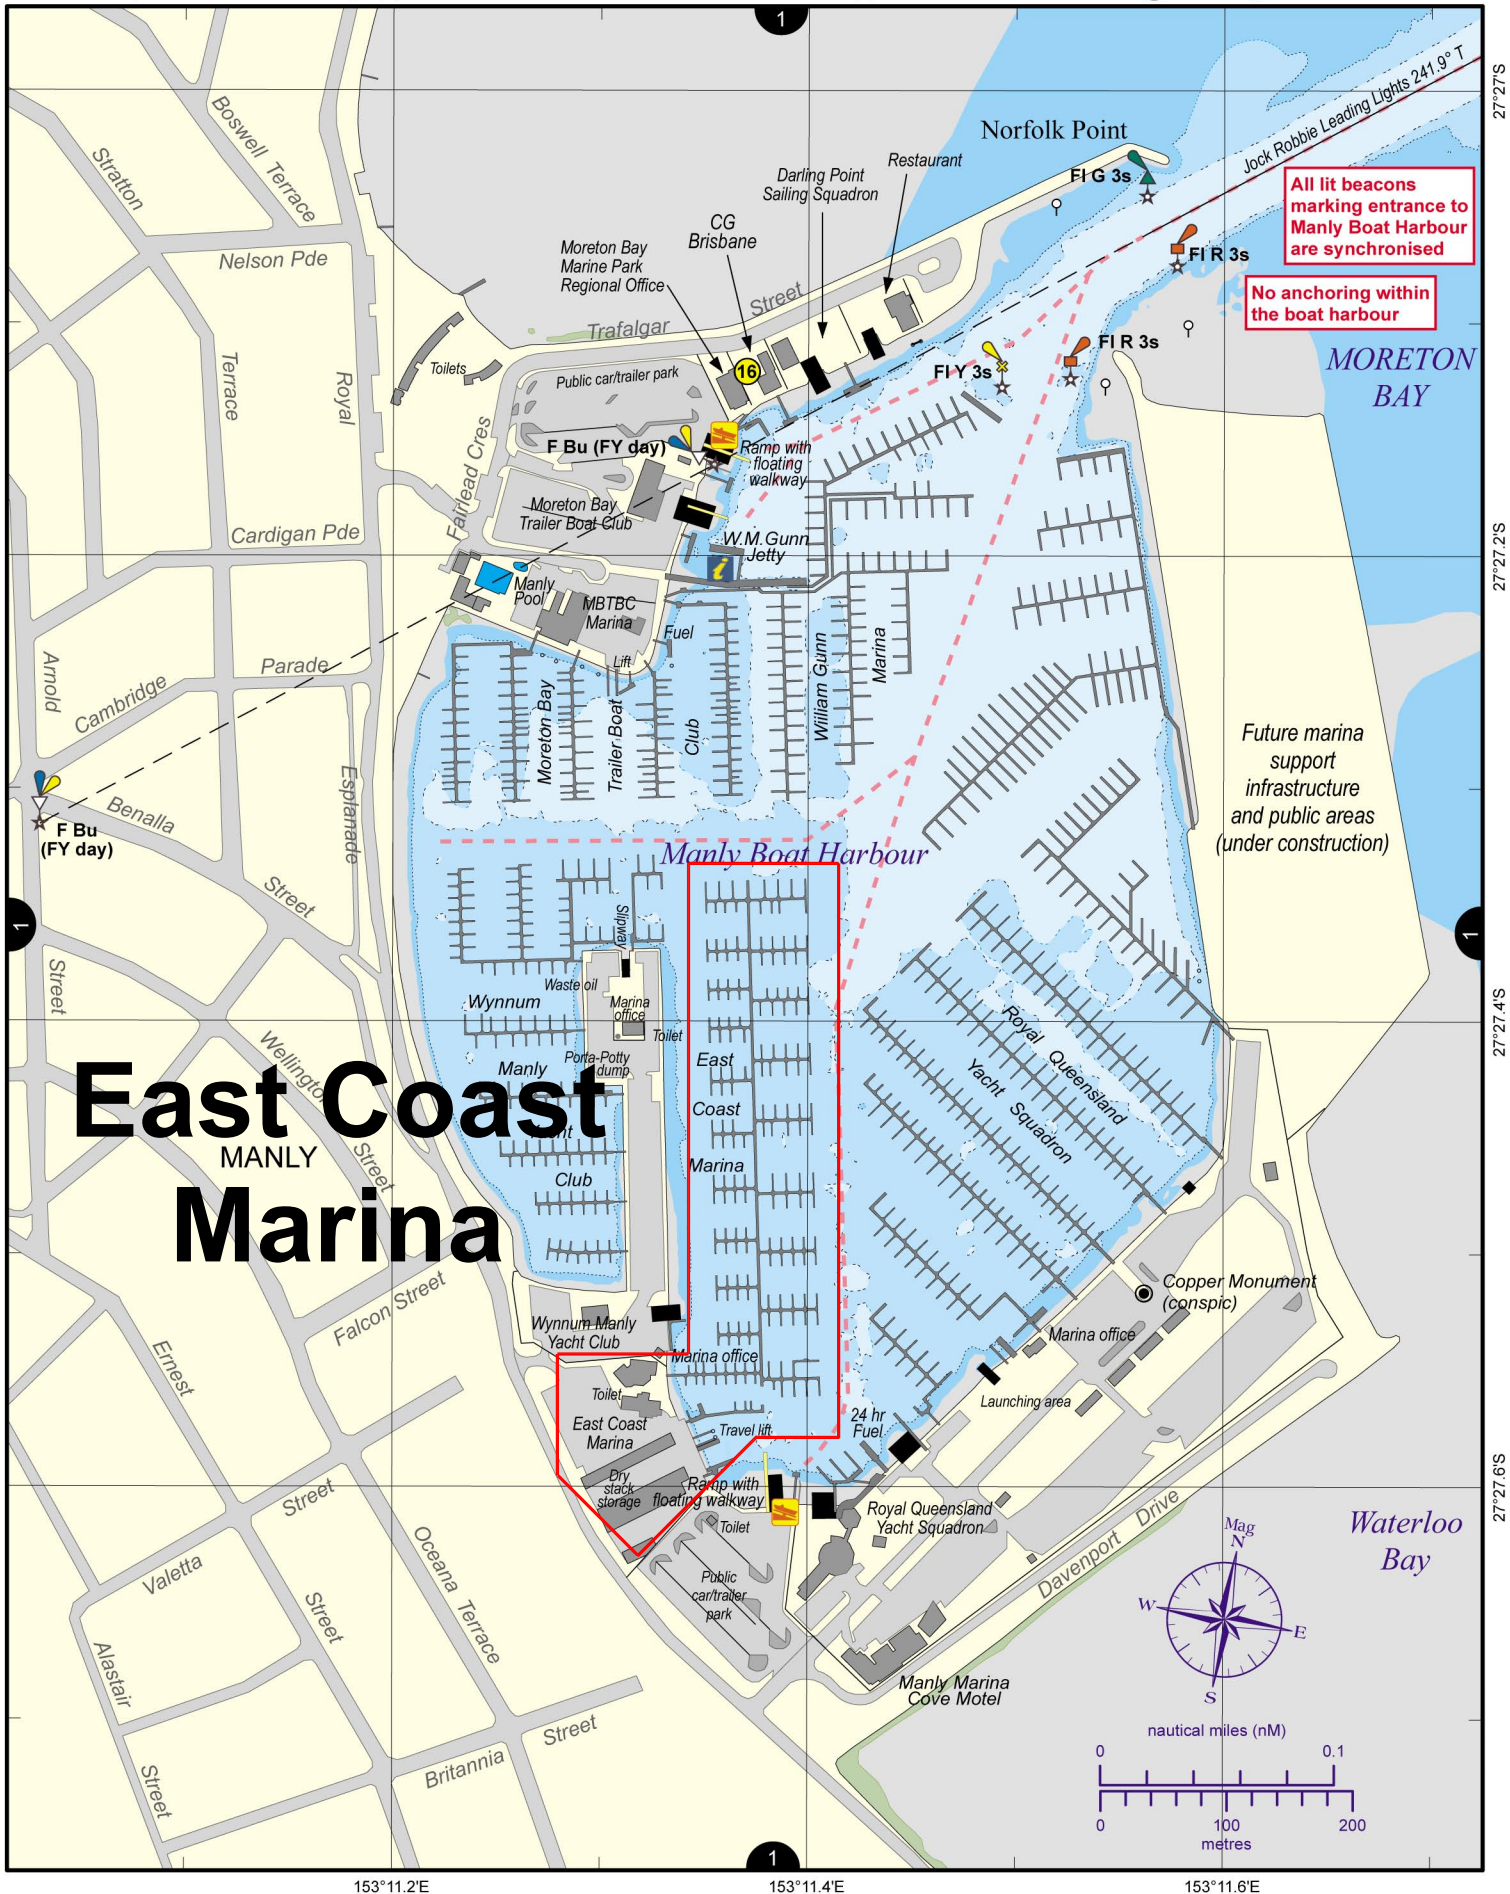 1
27°27'S
Jock Robbie Leading Lights 241.9° T
Norfolk Point
Fl G 3s
All lit beacons
marking entrance to
Manly Boat Harbour
are synchronised
Fl R 3s
No anchoring within
the boat harbour
Fl R 3s
Fl Y 3s
MORETON
BAY
Restaurant
Darling Point
Sailing Squadron
CG
Brisbane
Moreton Bay
Marine Park
Regional Office
Trafalgar
Street
Boswell Terrace
Stratton
Terrace
Nelson Pde
Royal
Esplanade
Toilets
Public car/trailer park
16
Fairlead Cres
F Bu (FY day)
Ramp with
floating
walkway
Moreton Bay
Trailer Boat Club
Cardigan Pde
W.M.Gunn
Jetty
i
27°27.2'S
Manly
Pool
MBTBC
Marina
Fuel
Lift
Arnold
Street
Cambridge
Parade
Moreton Bay
Trailer Boat
Club
William Gunn
Marina
Future marina
support
infrastructure
and public areas
(under construction)
F Bu
(FY day)
Benalla
Street
Manly Boat Harbour
1
1
Slipway
Waste oil
Marina
office
Toilet
Porta-Potty
dump
Wynnum
Manly
Club
East
Coast
Marina
Royal Queensland
Yacht Squadron
27°27.4'S
Wellington
Street
East Coast
MANLY
Marina
Falcon Street
Copper Monument
(conspic)
Marina office
Launching area
Wynnum Manly
Yacht Club
Marina office
Toilet
East Coast
Marina
Travel lift
24 hr
Fuel
Dry
stack
storage
Ramp with
floating walkway
Toilet
Royal Queensland
Yacht Squadron
27°27.6'S
Ernest
Street
Valetta
Street
Oceana Terrace
Public
car/trailer
park
Davenport Drive
Waterloo
Bay
Mag
N
W
E
S
Manly Marina
Cove Motel
Alastair
Street
Britannia
Street
nautical miles (nM)
0 0.1
0 100 200
metres
1
153°11.2'E
153°11.4'E
153°11.6'E